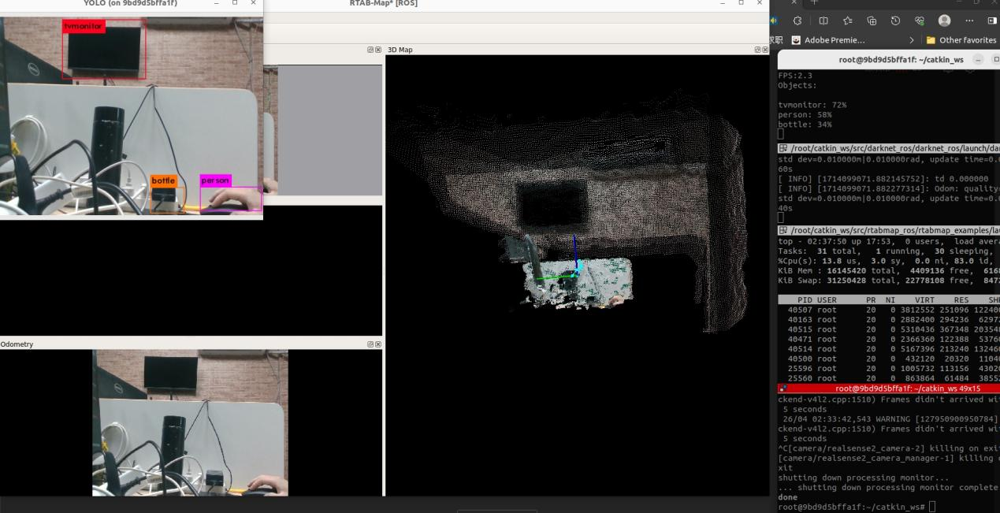 YOLO (on 9bd9d5bffa1f)
tvmonitor
DELL
bottle
person
RTAB-Map* [ROS]
3D Map
Odometry
DELL
求职
Adobe Premie...
Other favorites
root@9bd9d5bffa1f: ~/catkin_ws
FPS:2.3
Objects:
tvmonitor: 72%
person: 58%
bottle: 34%
/root/catkin_ws/src/darknet_ros/darknet_ros/launch/da
std dev=0.010000m|0.010000rad, update time=0.0
60s
[ INFO] [1714099071.882145752]: td 0.000000
[ INFO] [1714099071.882277314]: Odom: quality=
std dev=0.010000m|0.010000rad, update time=0.0
40s
/root/catkin_ws/src/rtabmap_ros/rtabmap_examples/lau
top - 02:37:50 up 17:53,  0 users,  load avera
Tasks:  31 total,   1 running,  30 sleeping,
%Cpu(s): 13.8 us,  3.0 sy,  0.0 ni, 83.0 id,
KiB Mem : 16145420 total,  4409136 free,  616
KiB Swap: 31250428 total, 22778108 free,  847
PID USER      PR  NI    VIRT    RES    SH
40507 root      20   0 3812552 251096 12240
40163 root      20   0 2882400 294236  6297
40515 root      20   0 5310436 367348 20354
40471 root      20   0 2366360 122388  5376
40514 root      20   0 5167396 213240 13246
40500 root      20   0  432120  20320  1104
25596 root      20   0 1005732 113156  4302
25560 root      20   0  863864  61484  3855
root@9bd9d5bffa1f: ~/catkin_ws 49x15
ckend-v4l2.cpp:1510) Frames didn't arrived wi
5 seconds
26/04 02:33:42,543 WARNING [127950900950784]
ckend-v4l2.cpp:1510) Frames didn't arrived wi
5 seconds
^C[camera/realsense2_camera-2] killing on exi
[camera/realsense2_camera_manager-1] killing
xit
shutting down processing monitor...
... shutting down processing monitor complete
done
root@9bd9d5bffa1f:~/catkin_ws#